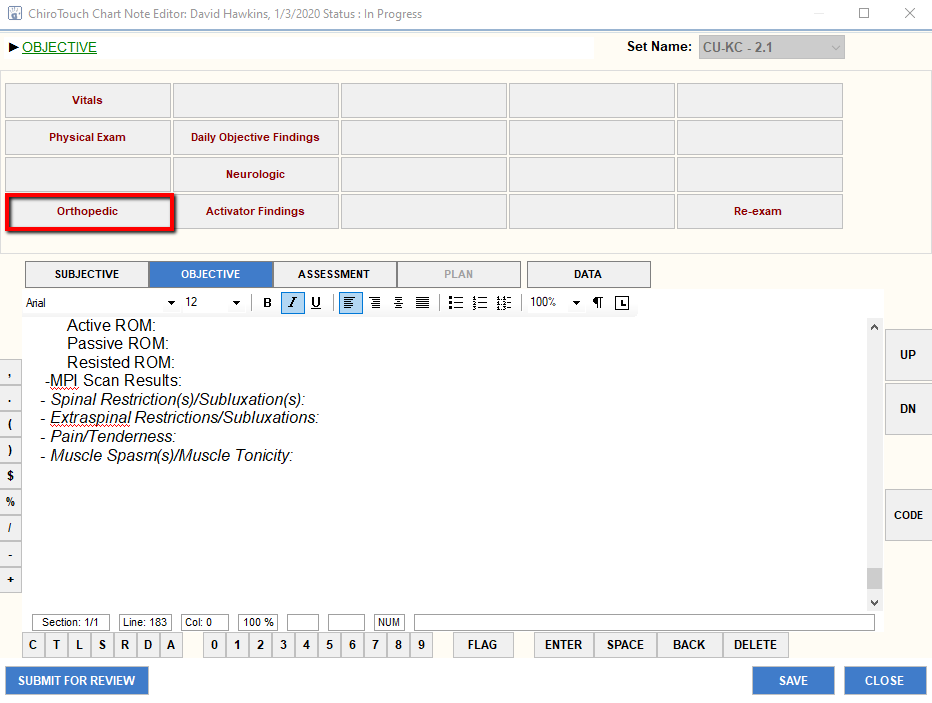 ChiroTouch Chart Note Editor: David Hawkins, 1/3/2020 Status : In Progress
►OBJECTIVE
Set Name: CU-KC - 2.1
Vitals
Physical Exam Daily Objective Findings
Neurologic
Orthopedic Activator Findings Re-exam
SUBJECTIVE OBJECTIVE ASSESSMENT PLAN DATA
Arial 12 B I U 100% ¶ L
Active ROM:
Passive ROM:
Resisted ROM:
-MPI Scan Results:
- Spinal Restriction(s)/Subluxation(s):
- Extraspinal Restrictions/Subluxations:
- Pain/Tenderness:
- Muscle Spasm(s)/Muscle Tonicity:
,
.
(
)
$
%
/
-
+
UP
DN
CODE
Section: 1/1 Line: 183 Col: 0 100 % NUM
C T L S R D A 0 1 2 3 4 5 6 7 8 9 FLAG ENTER SPACE BACK DELETE
SUBMIT FOR REVIEW SAVE CLOSE